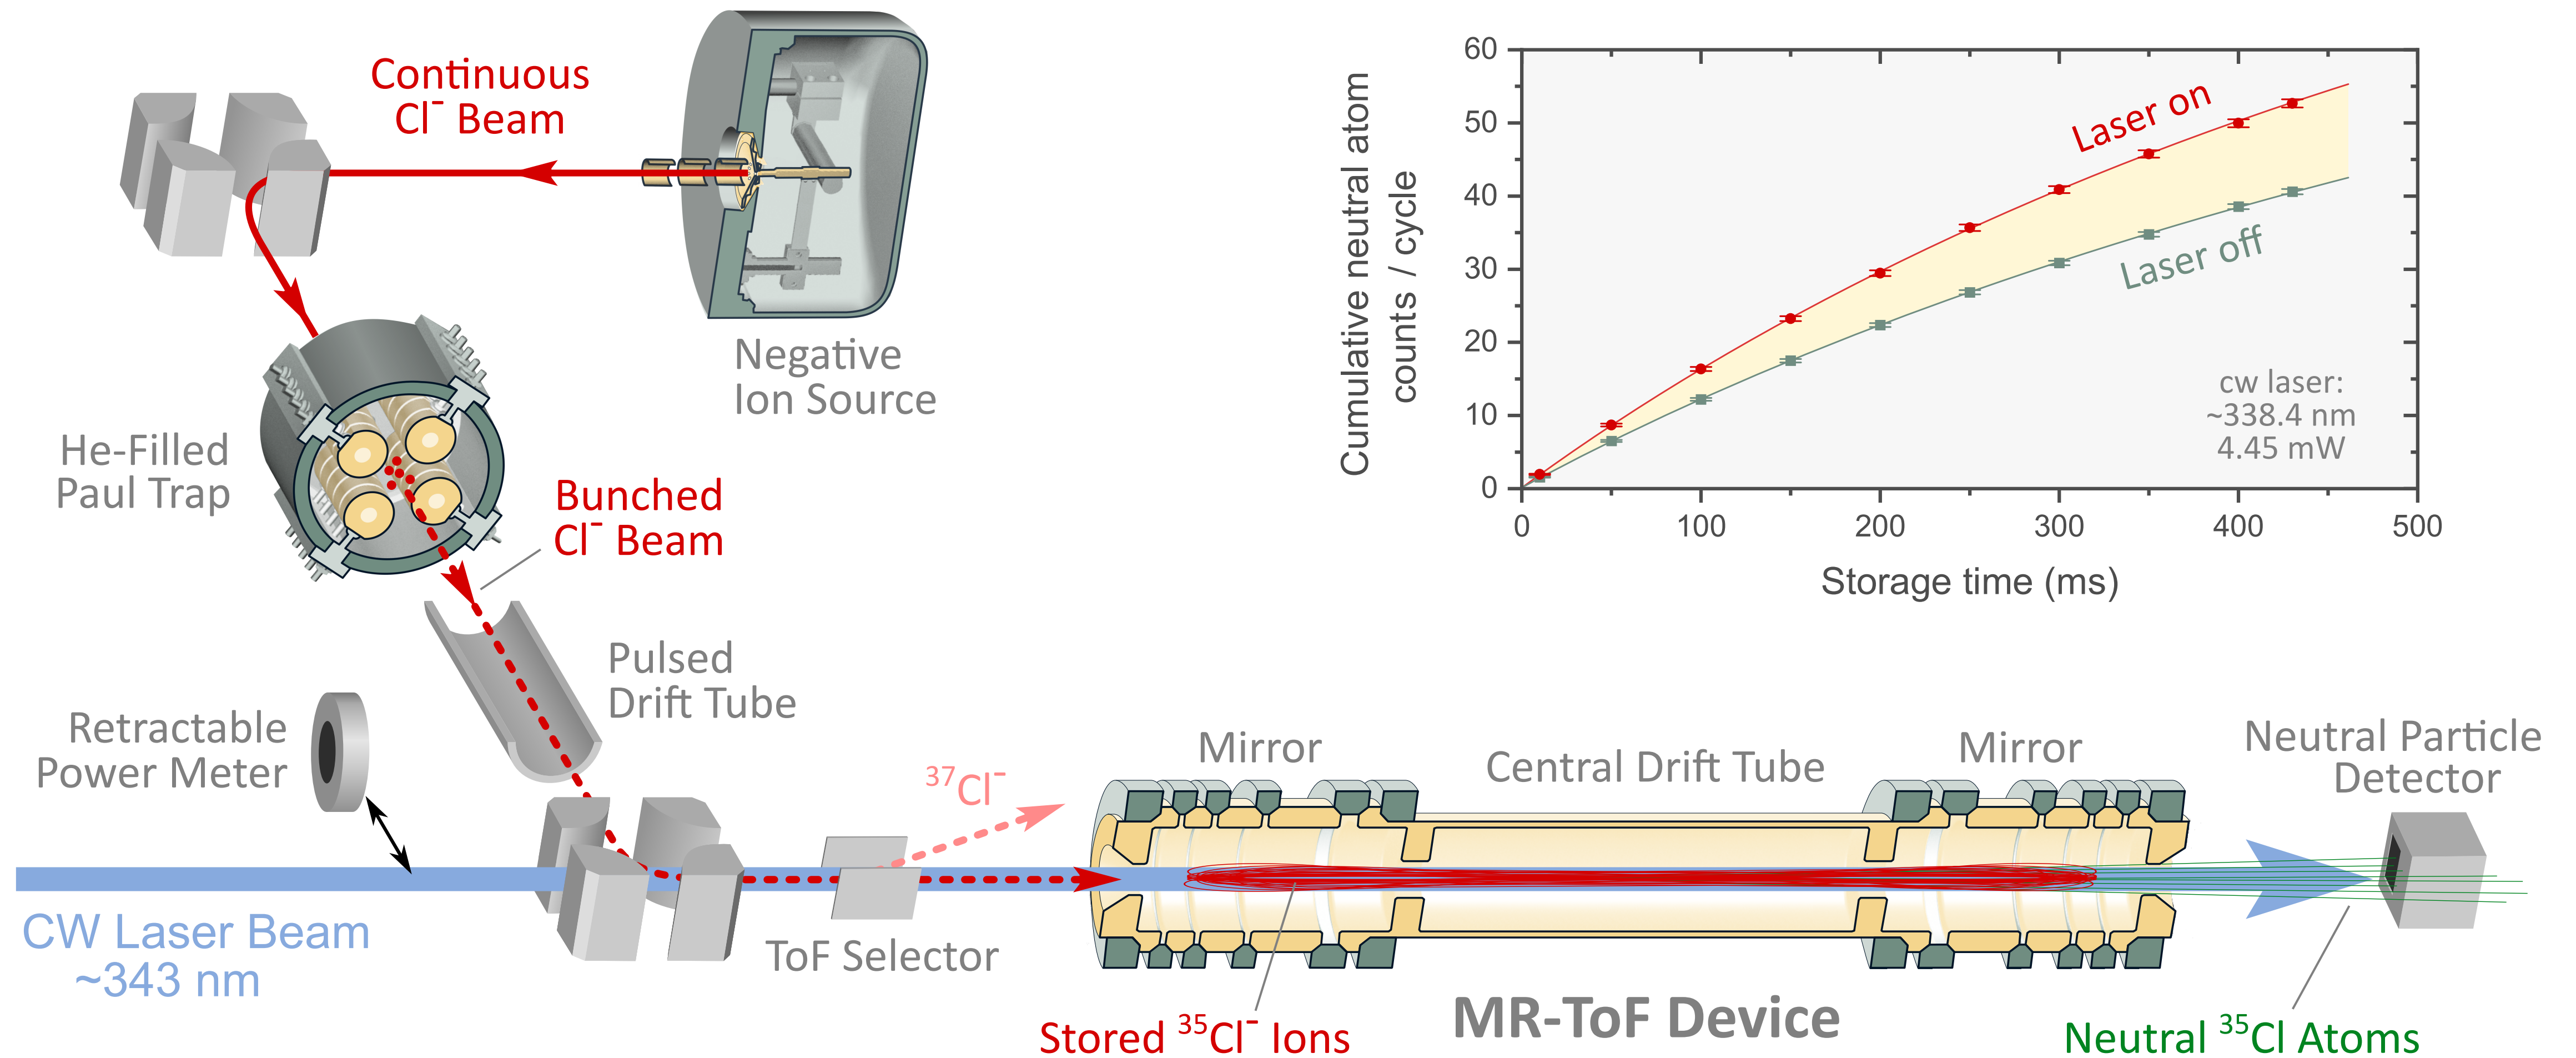 Continuous
Cl⁻ Beam
Negative
Ion Source
He-Filled
Paul Trap
Bunched
Cl⁻ Beam
Pulsed
Drift Tube
Retractable
Power Meter
CW Laser Beam
~343 nm
ToF Selector
³⁷Cl⁻
Mirror
Central Drift Tube
Mirror
Neutral Particle
Detector
Stored ³⁵Cl⁻ Ions
MR-ToF Device
Neutral ³⁵Cl Atoms
Cumulative neutral atom
counts / cycle
60
50
40
30
20
10
0
Laser on
Laser off
cw laser:
~338.4 nm
4.45 mW
0 100 200 300 400 500
Storage time (ms)